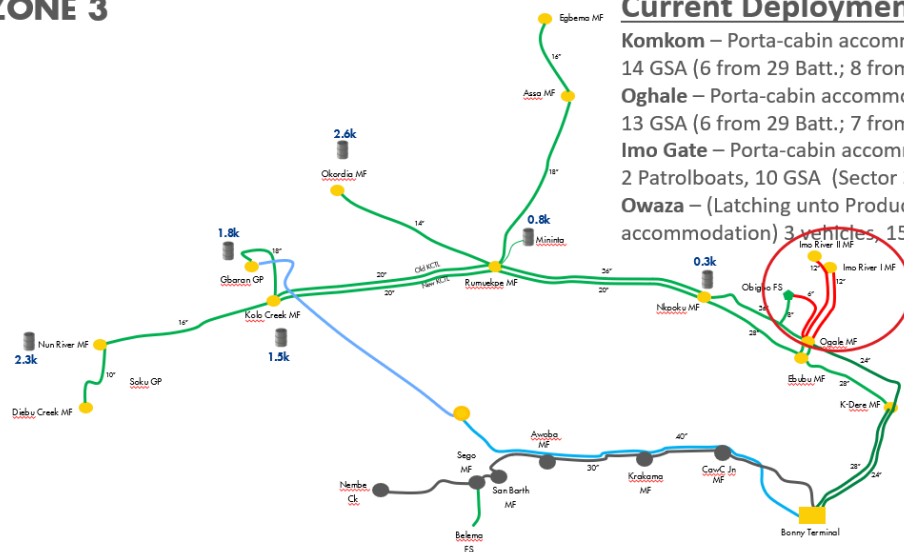 ZONE 3
Current Deploymen
Komkom – Porta-cabin accomm
14 GSA (6 from 29 Batt.; 8 from
Oghale – Porta-cabin accommo
13 GSA (6 from 29 Batt.; 7 from
Imo Gate – Porta-cabin accomm
2 Patrolboats, 10 GSA (Sector
Owaza – (Latching unto Produc
accommodation) 3 vehicles, 15
Egbema MF
16"
Assa MF
18"
2.6k
Okordia MF
14"
0.8k
Mininta
1.8k
18"
Gbaran GP
20"
Old KCTL
New KCTL
20"
Rumuekpe MF
36"
20"
0.3k
Nkpoku MF
Imo River II MF
12"
Imo River I MF
12"
Obigbo FS
6"
8"
28"
Ogale MF
24"
Ebubu MF
28"
K-Dere MF
Kolo Creek MF
1.5k
16"
Nun River MF
2.3k
10"
Soku GP
Diebu Creek MF
Sego
MF
Awoba
MF
40"
30"
Krakama
MF
CawC Jn
MF
28"
24"
Nembe
Ck
San Barth
MF
Belema
FS
Bonny Terminal